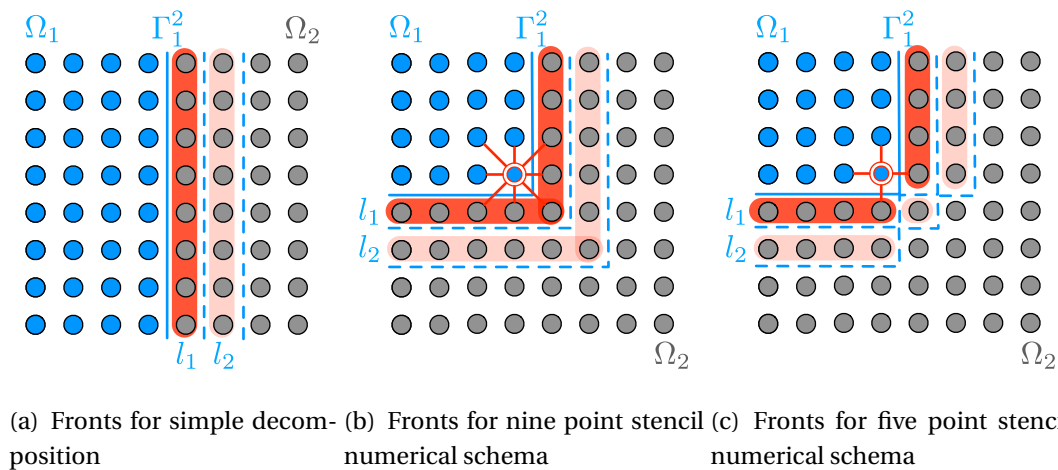 Ω₁ Γ₁² Ω₂
l₁ l₂
(a) Fronts for simple decom-
position
Ω₁ Γ₁²
l₁
l₂
Ω₂
(b) Fronts for nine point stencil
numerical schema
Ω₁ Γ₁²
l₁
l₂
Ω₂
(c) Fronts for five point stenc
numerical schema